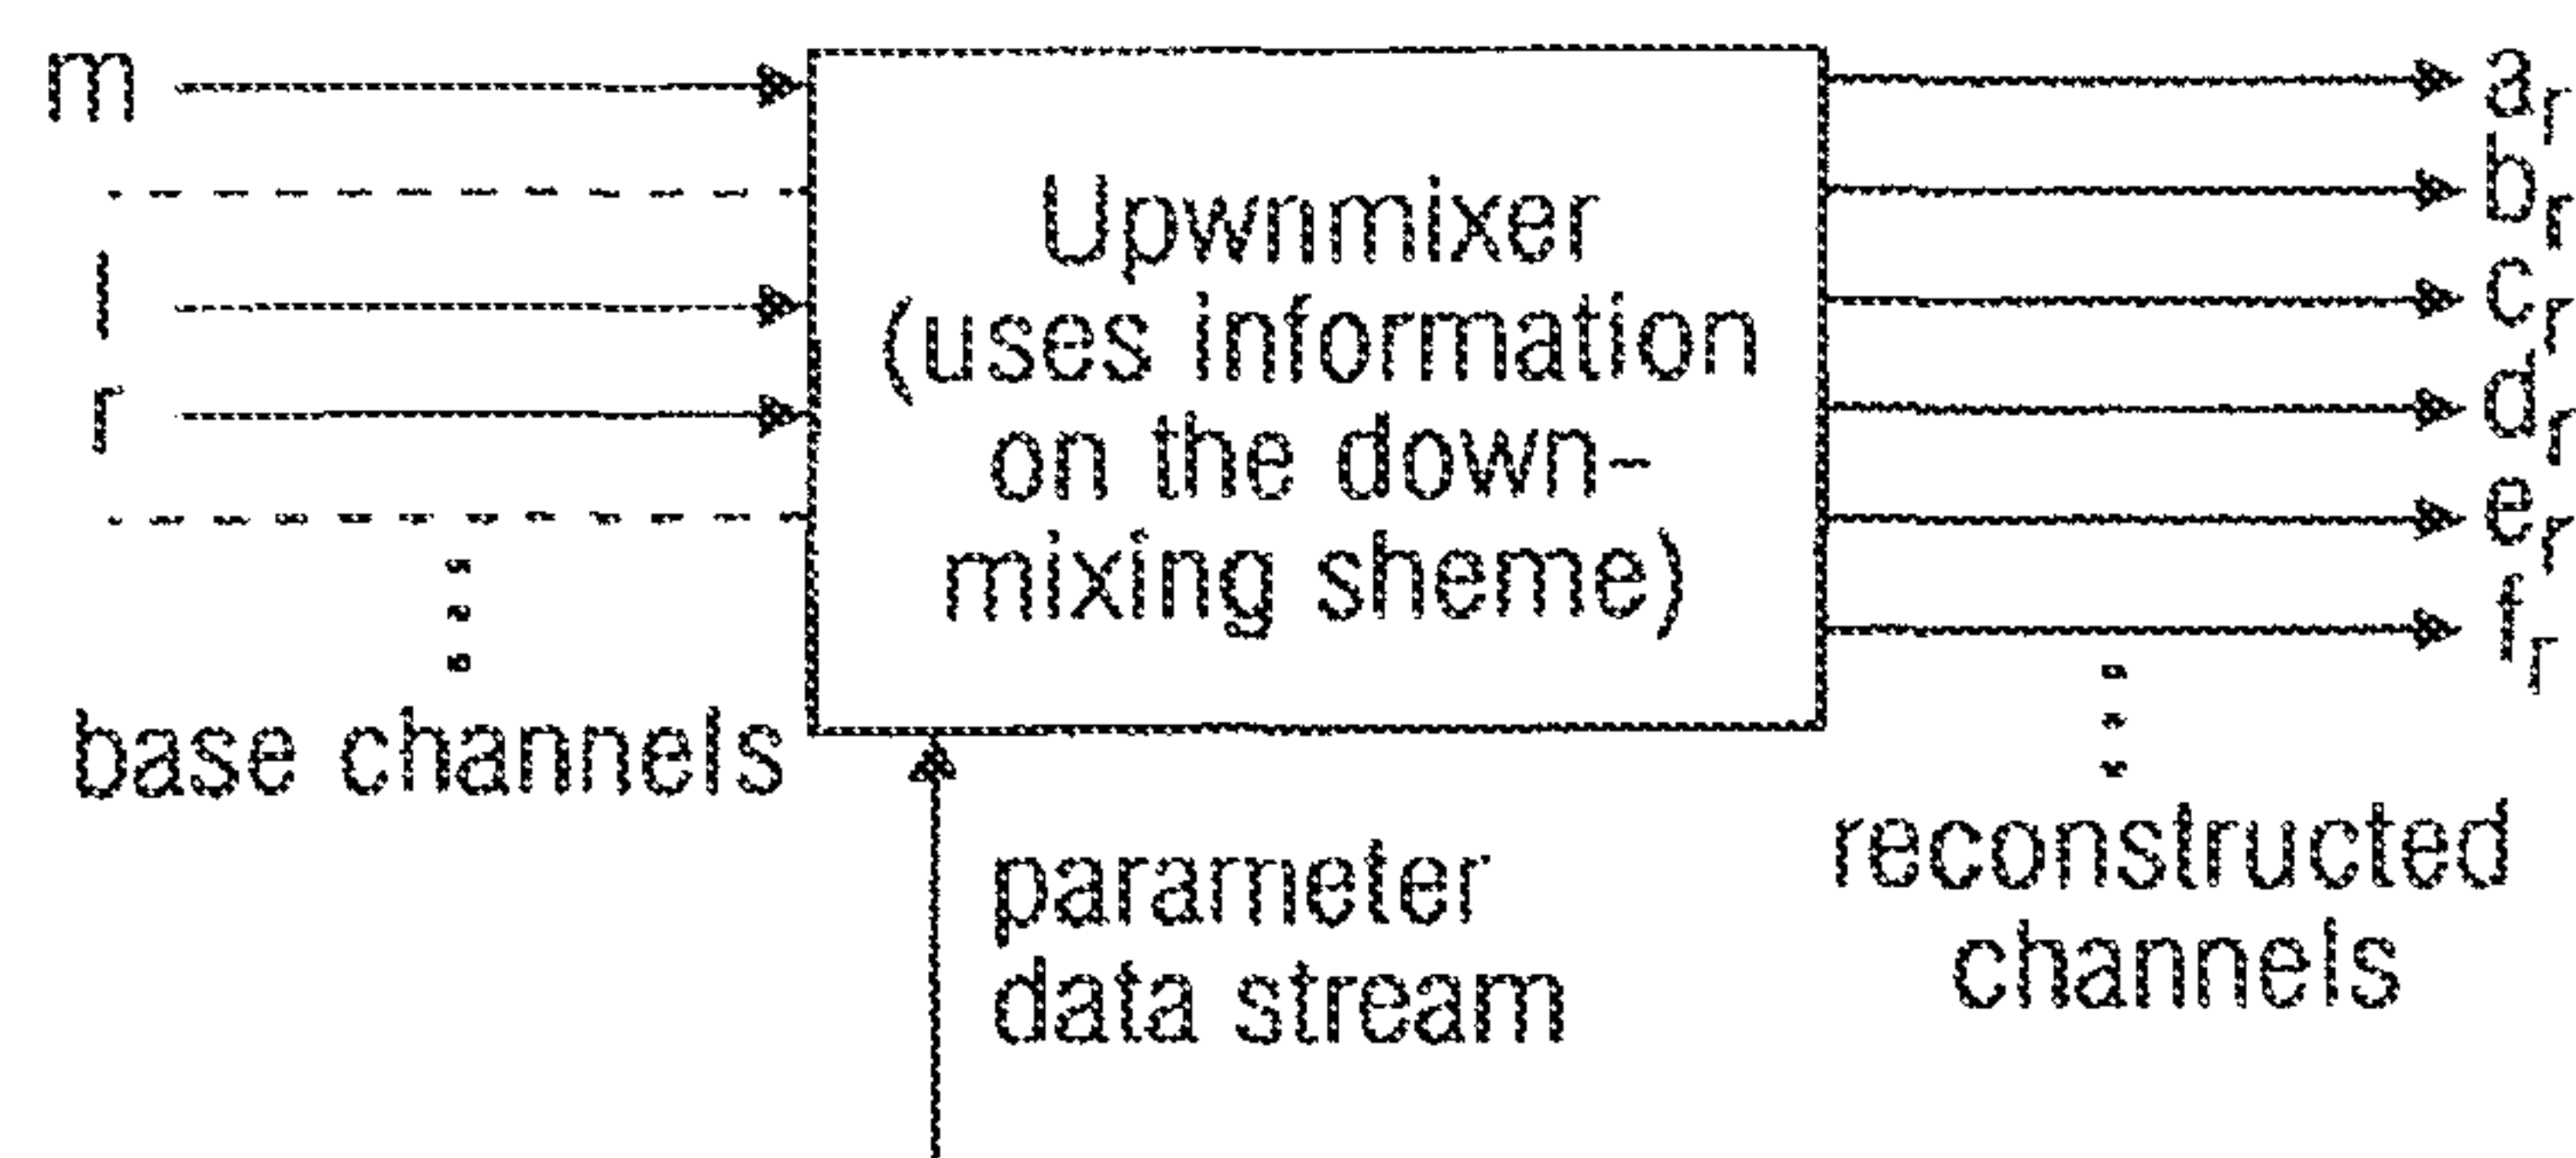 m
l
r
base channels
Upwnmixer
(uses information
on the down-
mixing sheme)
parameter
data stream
a_r
b_r
c_r
d_r
e_r
f_r
reconstructed
channels